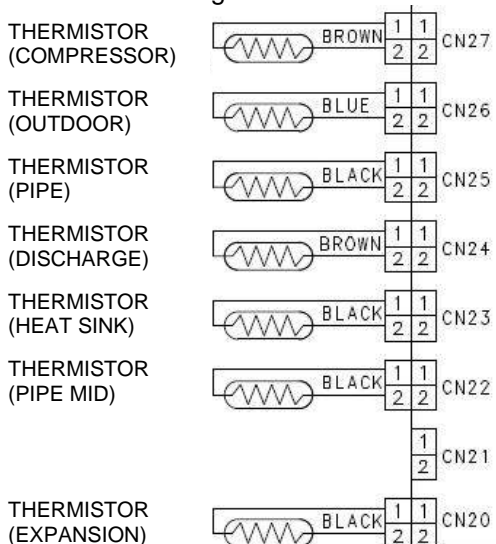 THERMISTOR
(COMPRESSOR)
BROWN
1 1
2 2
CN27
THERMISTOR
(OUTDOOR)
BLUE
1 1
2 2
CN26
THERMISTOR
(PIPE)
BLACK
1 1
2 2
CN25
THERMISTOR
(DISCHARGE)
BROWN
1 1
2 2
CN24
THERMISTOR
(HEAT SINK)
BLACK
1 1
2 2
CN23
THERMISTOR
(PIPE MID)
BLACK
1 1
2 2
CN22
1
2
CN21
THERMISTOR
(EXPANSION)
BLACK
1 1
2 2
CN20